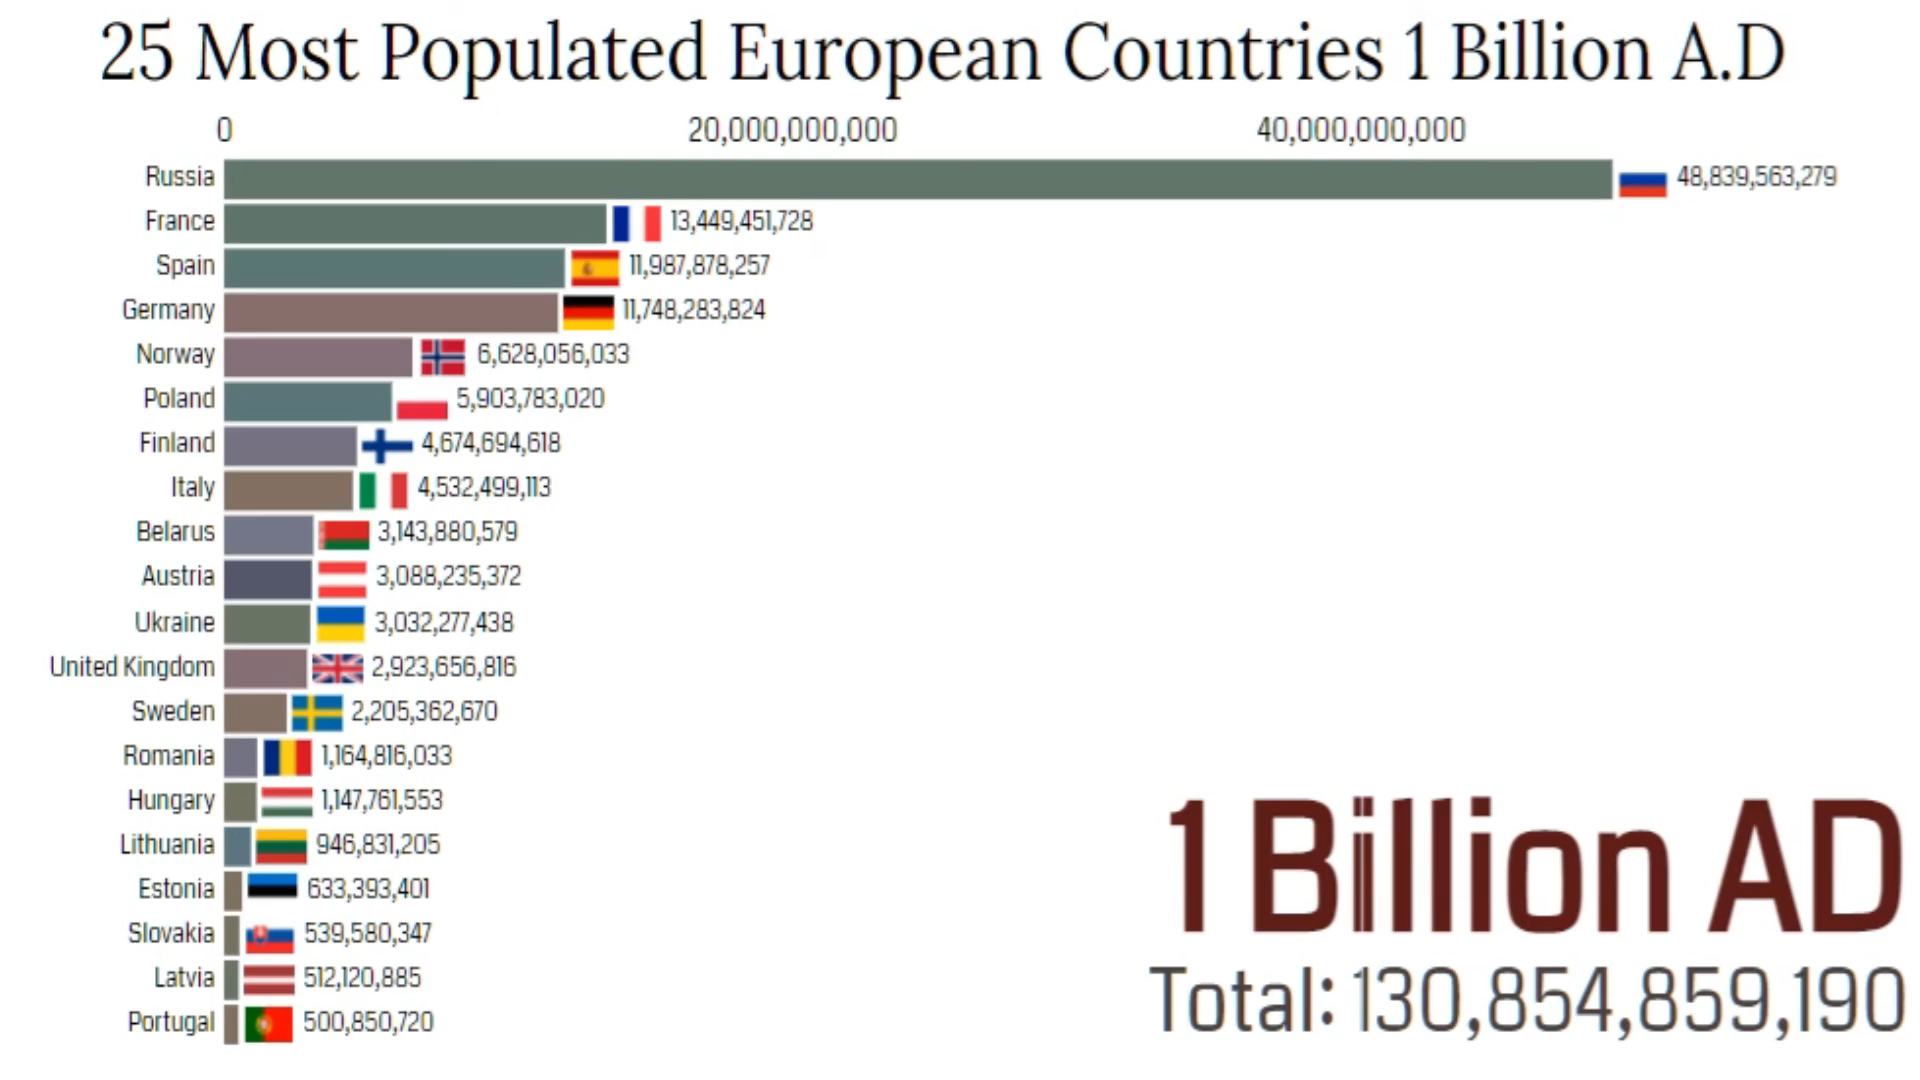 25 Most Populated European Countries 1 Billion A.D
0 20,000,000,000 40,000,000,000
Russia 48,839,563,279
France 13,449,451,728
Spain 11,987,878,257
Germany 11,748,283,824
Norway 6,628,056,033
Poland 5,903,783,020
Finland 4,674,694,618
Italy 4,532,499,113
Belarus 3,143,880,579
Austria 3,088,235,372
Ukraine 3,032,277,438
United Kingdom 2,923,656,816
Sweden 2,205,362,670
Romania 1,164,816,033
Hungary 1,147,761,553
Lithuania 946,831,205
Estonia 633,393,401
Slovakia 539,580,347
Latvia 512,120,885
Portugal 500,850,720
1 Billion AD
Total: 130,854,859,190